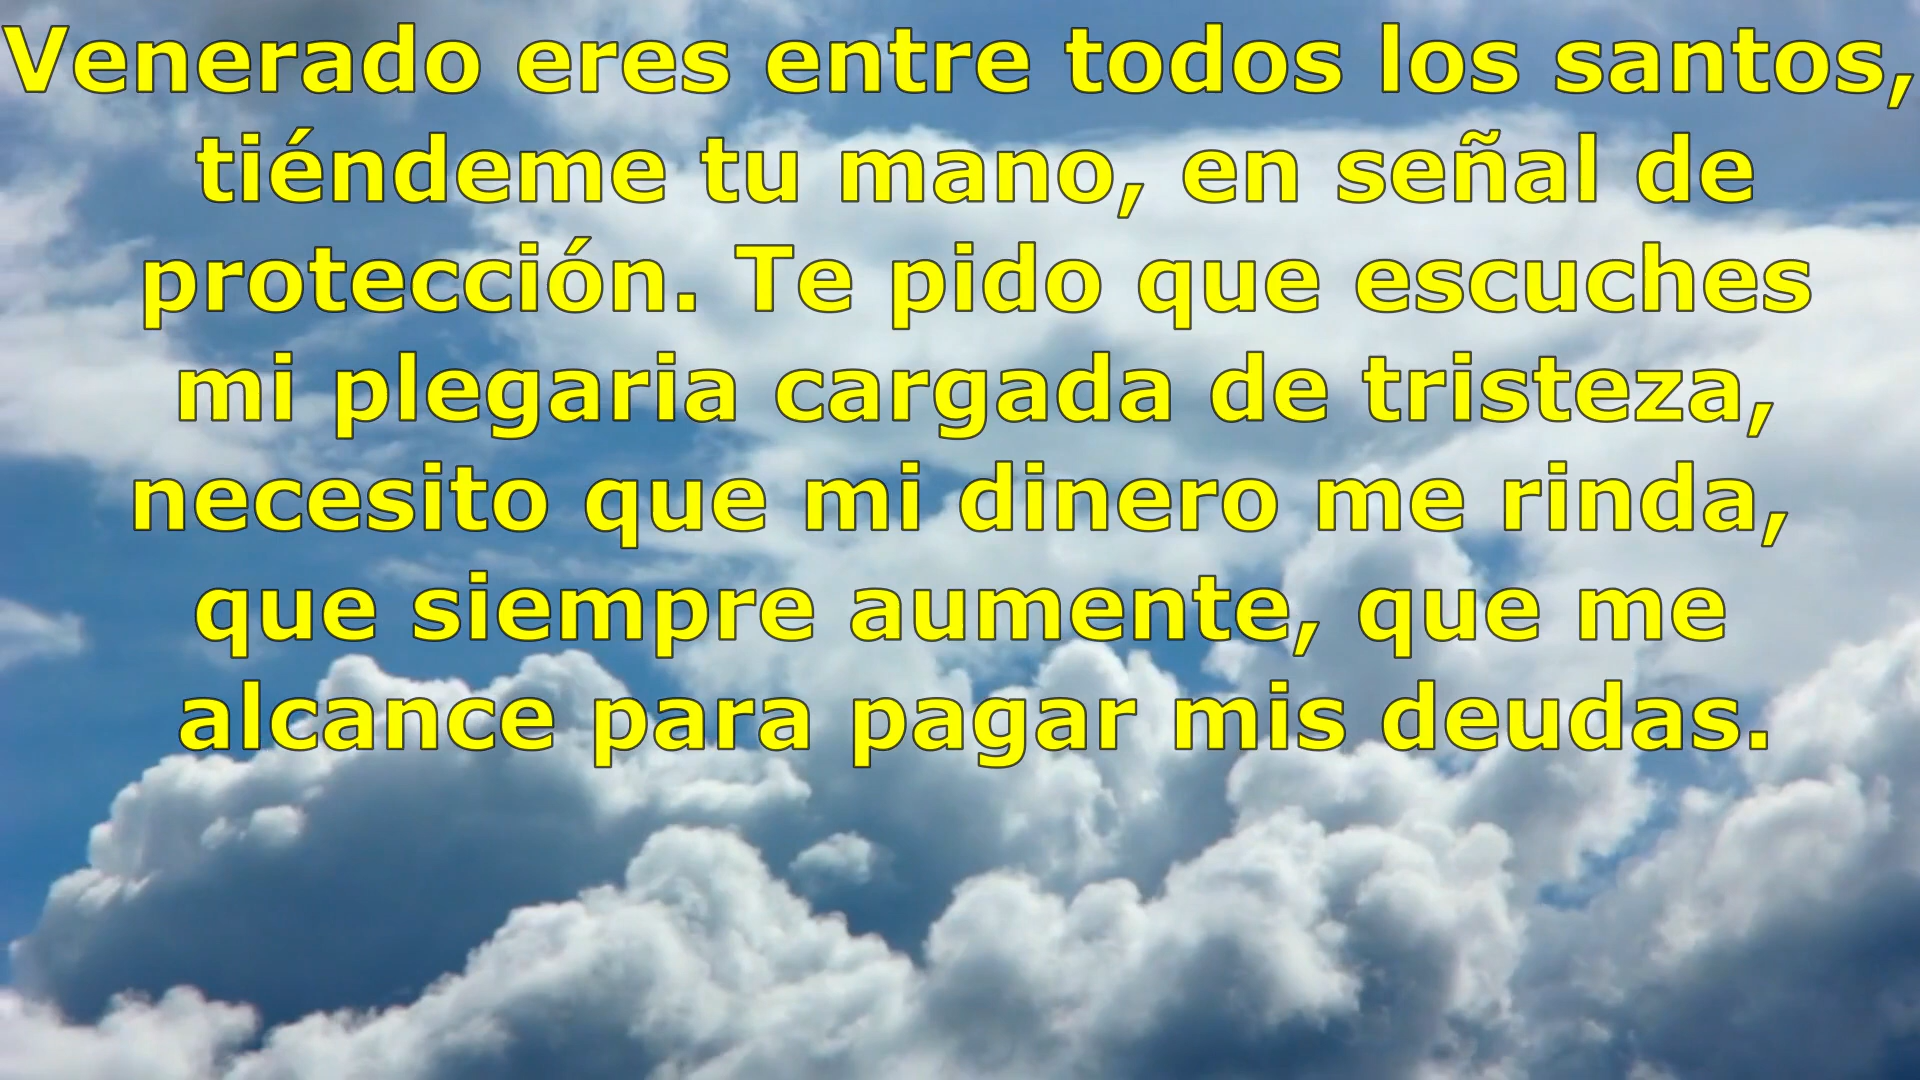 Venerado eres entre todos los santos,
tiéndeme tu mano, en señal de
protección. Te pido que escuches
mi plegaria cargada de tristeza,
necesito que mi dinero me rinda,
que siempre aumente, que me
alcance para pagar mis deudas.